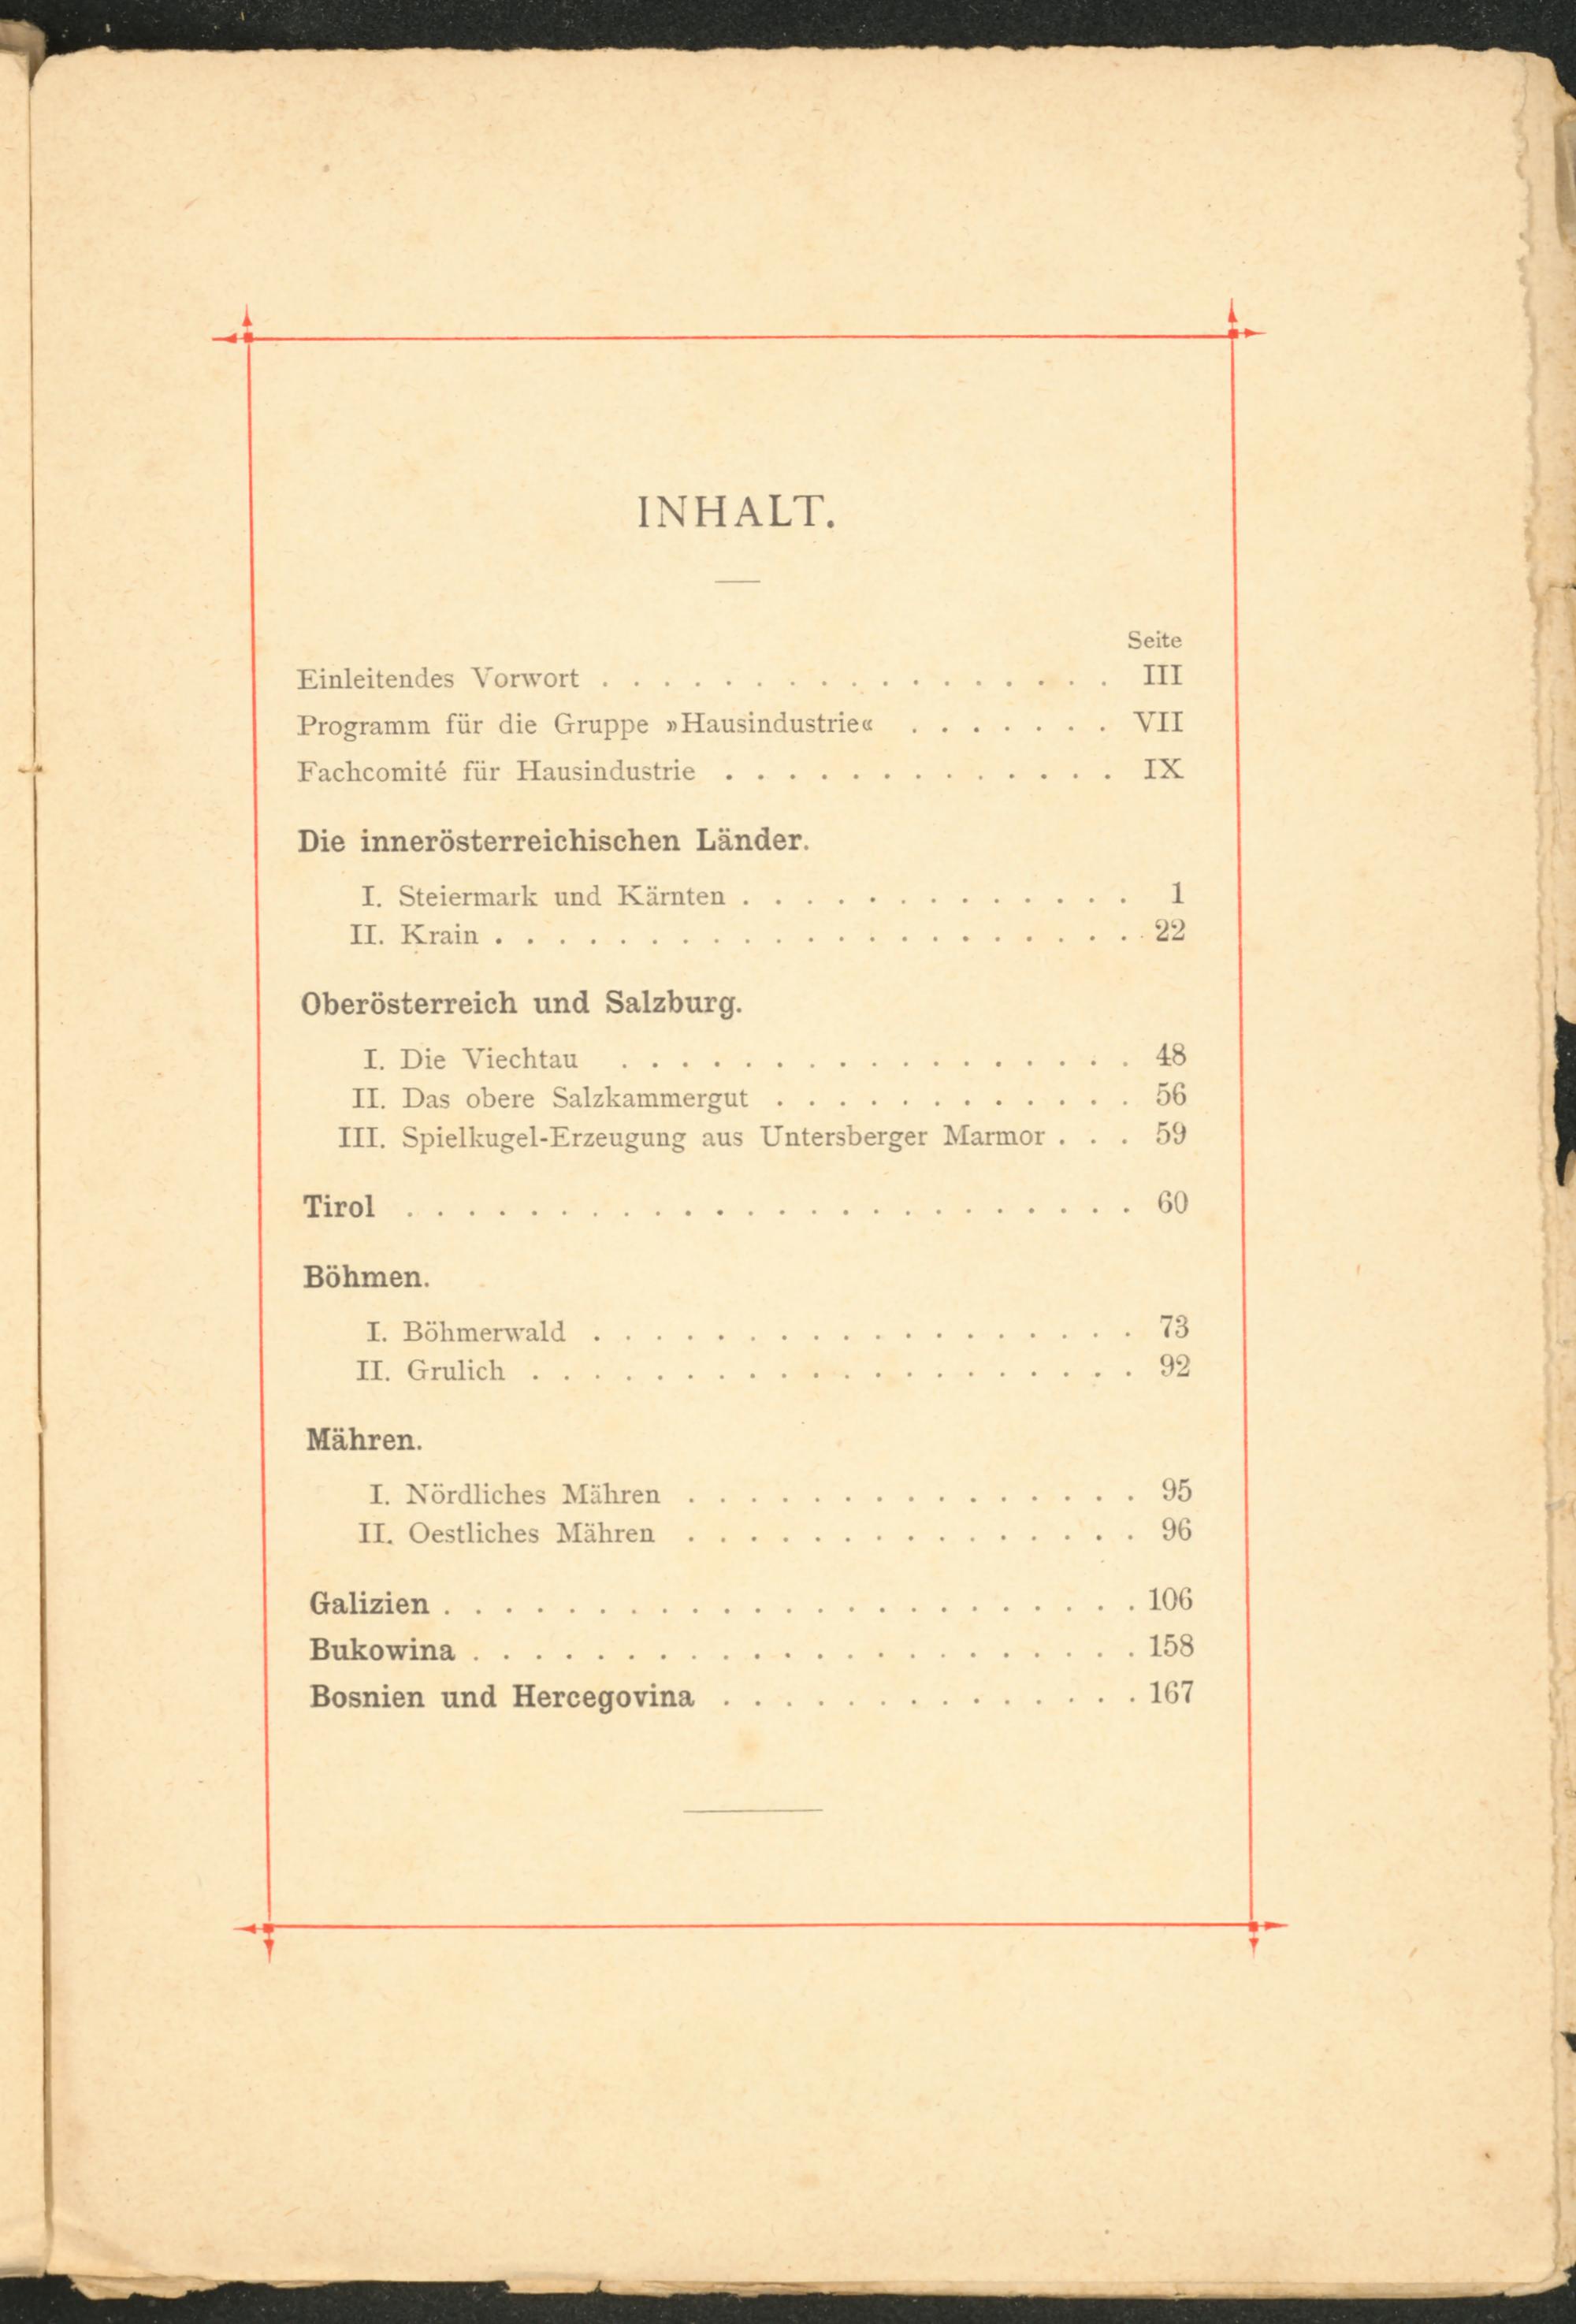 INHALT.
Seite
Einleitendes Vorwort . . . . . . . . . . . . . . . . . III
Programm für die Gruppe »Hausindustrie« . . . . . . . VII
Fachcomité für Hausindustrie . . . . . . . . . . . . . IX
Die innerösterreichischen Länder.
I. Steiermark und Kärnten . . . . . . . . . . . . . 1
II. Krain . . . . . . . . . . . . . . . . . . . . . 22
Oberösterreich und Salzburg.
I. Die Viechtau . . . . . . . . . . . . . . . . . 48
II. Das obere Salzkammergut . . . . . . . . . . . . 56
III. Spielkugel-Erzeugung aus Untersberger Marmor . . . 59
Tirol . . . . . . . . . . . . . . . . . . . . . . . . 60
Böhmen.
I. Böhmerwald . . . . . . . . . . . . . . . . . . 73
II. Grulich . . . . . . . . . . . . . . . . . . . . 92
Mähren.
I. Nördliches Mähren . . . . . . . . . . . . . . . 95
II. Oestliches Mähren . . . . . . . . . . . . . . . 96
Galizien . . . . . . . . . . . . . . . . . . . . . . . 106
Bukowina . . . . . . . . . . . . . . . . . . . . . . 158
Bosnien und Hercegovina . . . . . . . . . . . . . . 167